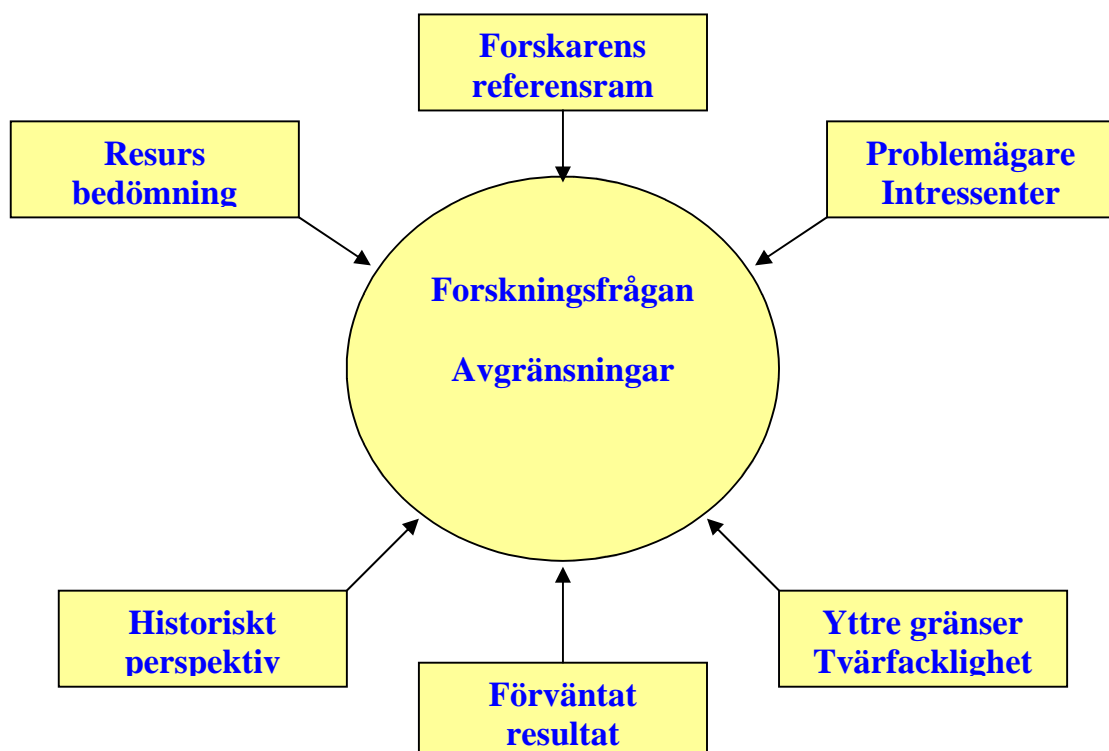 Forskarens
referensram
Resurs
bedömning
Problemägare
Intressenter
Forskningsfrågan
Avgränsningar
Historiskt
perspektiv
Yttre gränser
Tvärfacklighet
Förväntat
resultat